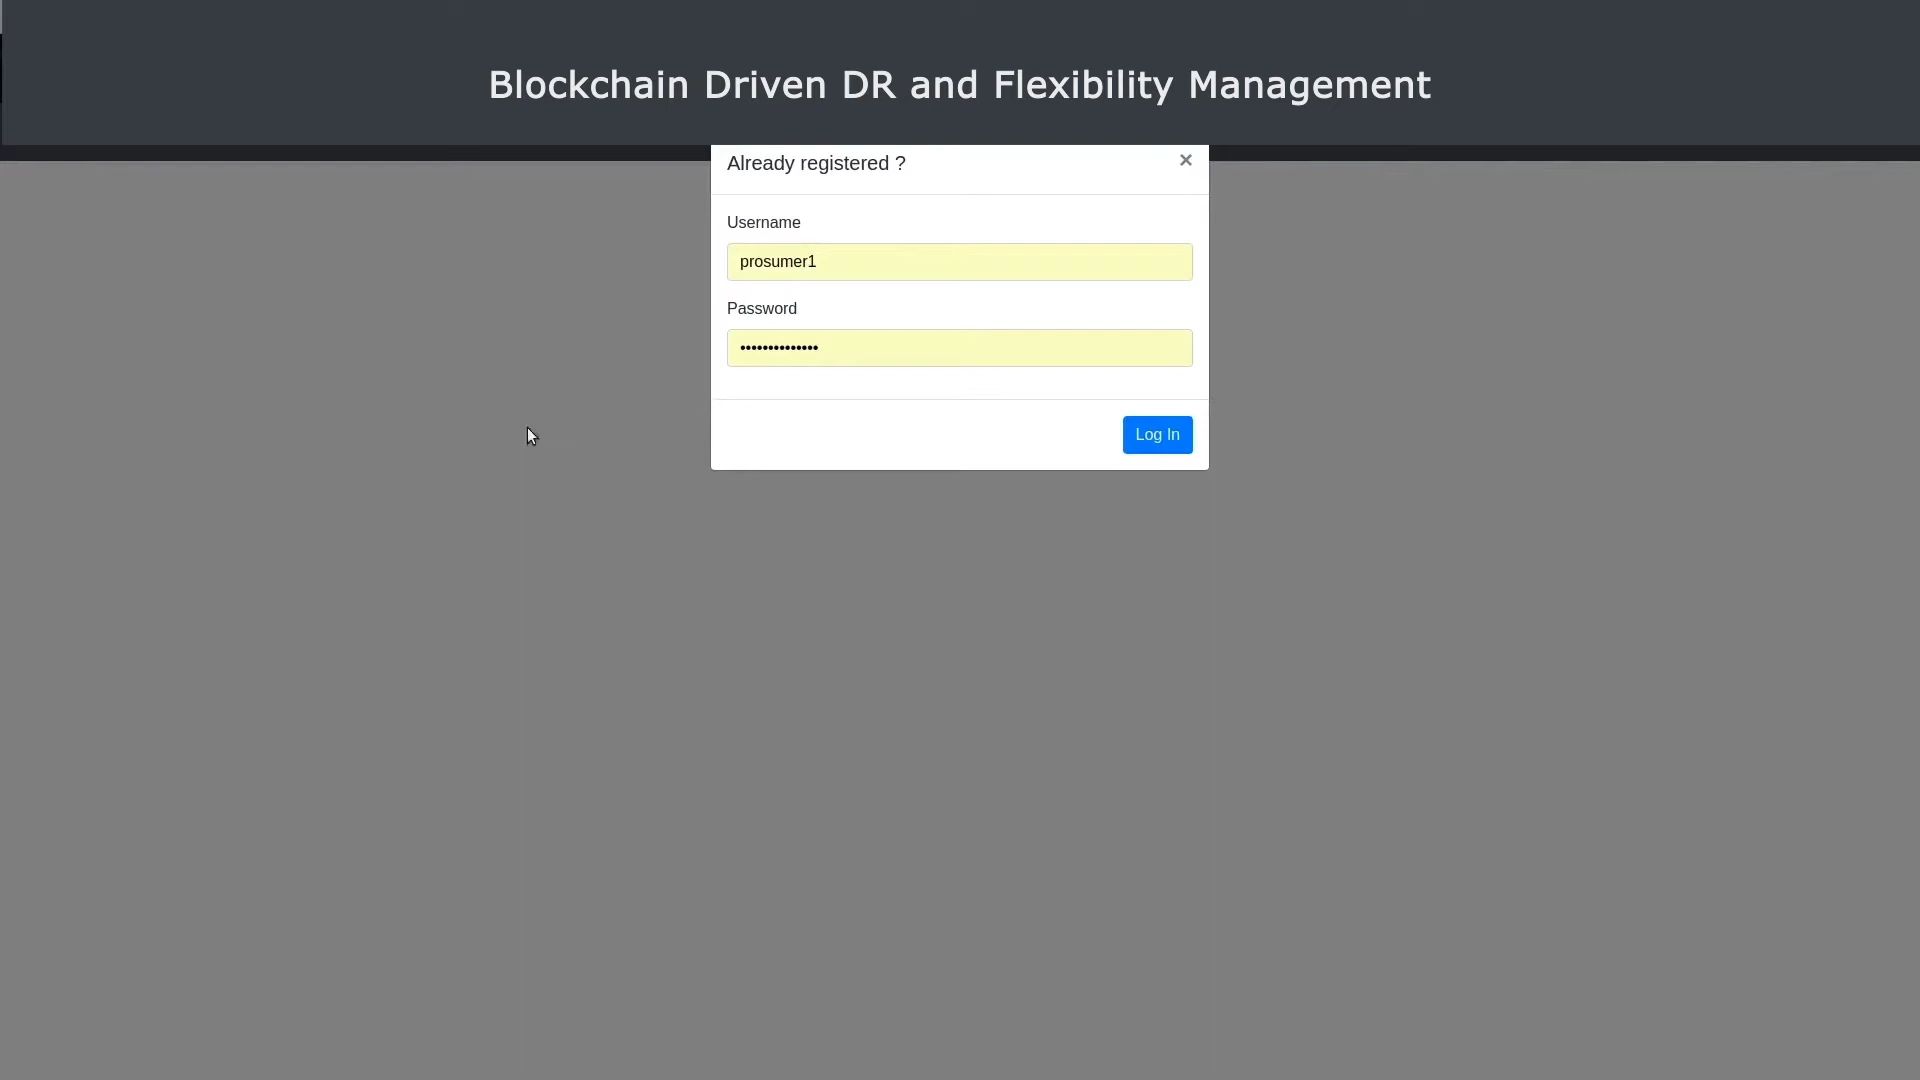 Blockchain Driven DR and Flexibility Management
Already registered ?
×
Username
prosumer1
Password
••••••••••••••
Log In